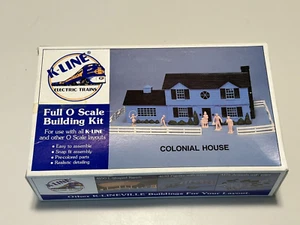 K-LINE®
ELECTRIC TRAINS
Full O Scale
Building Kit
For use with all K-LINE
and other O Scale layouts
• Easy to assemble
• Snap fit assembly
• Pre-colored parts
• Realistic detailing
COLONIAL HOUSE
K-LINE
Other K-LINEVILLE Buildings For Your Layout